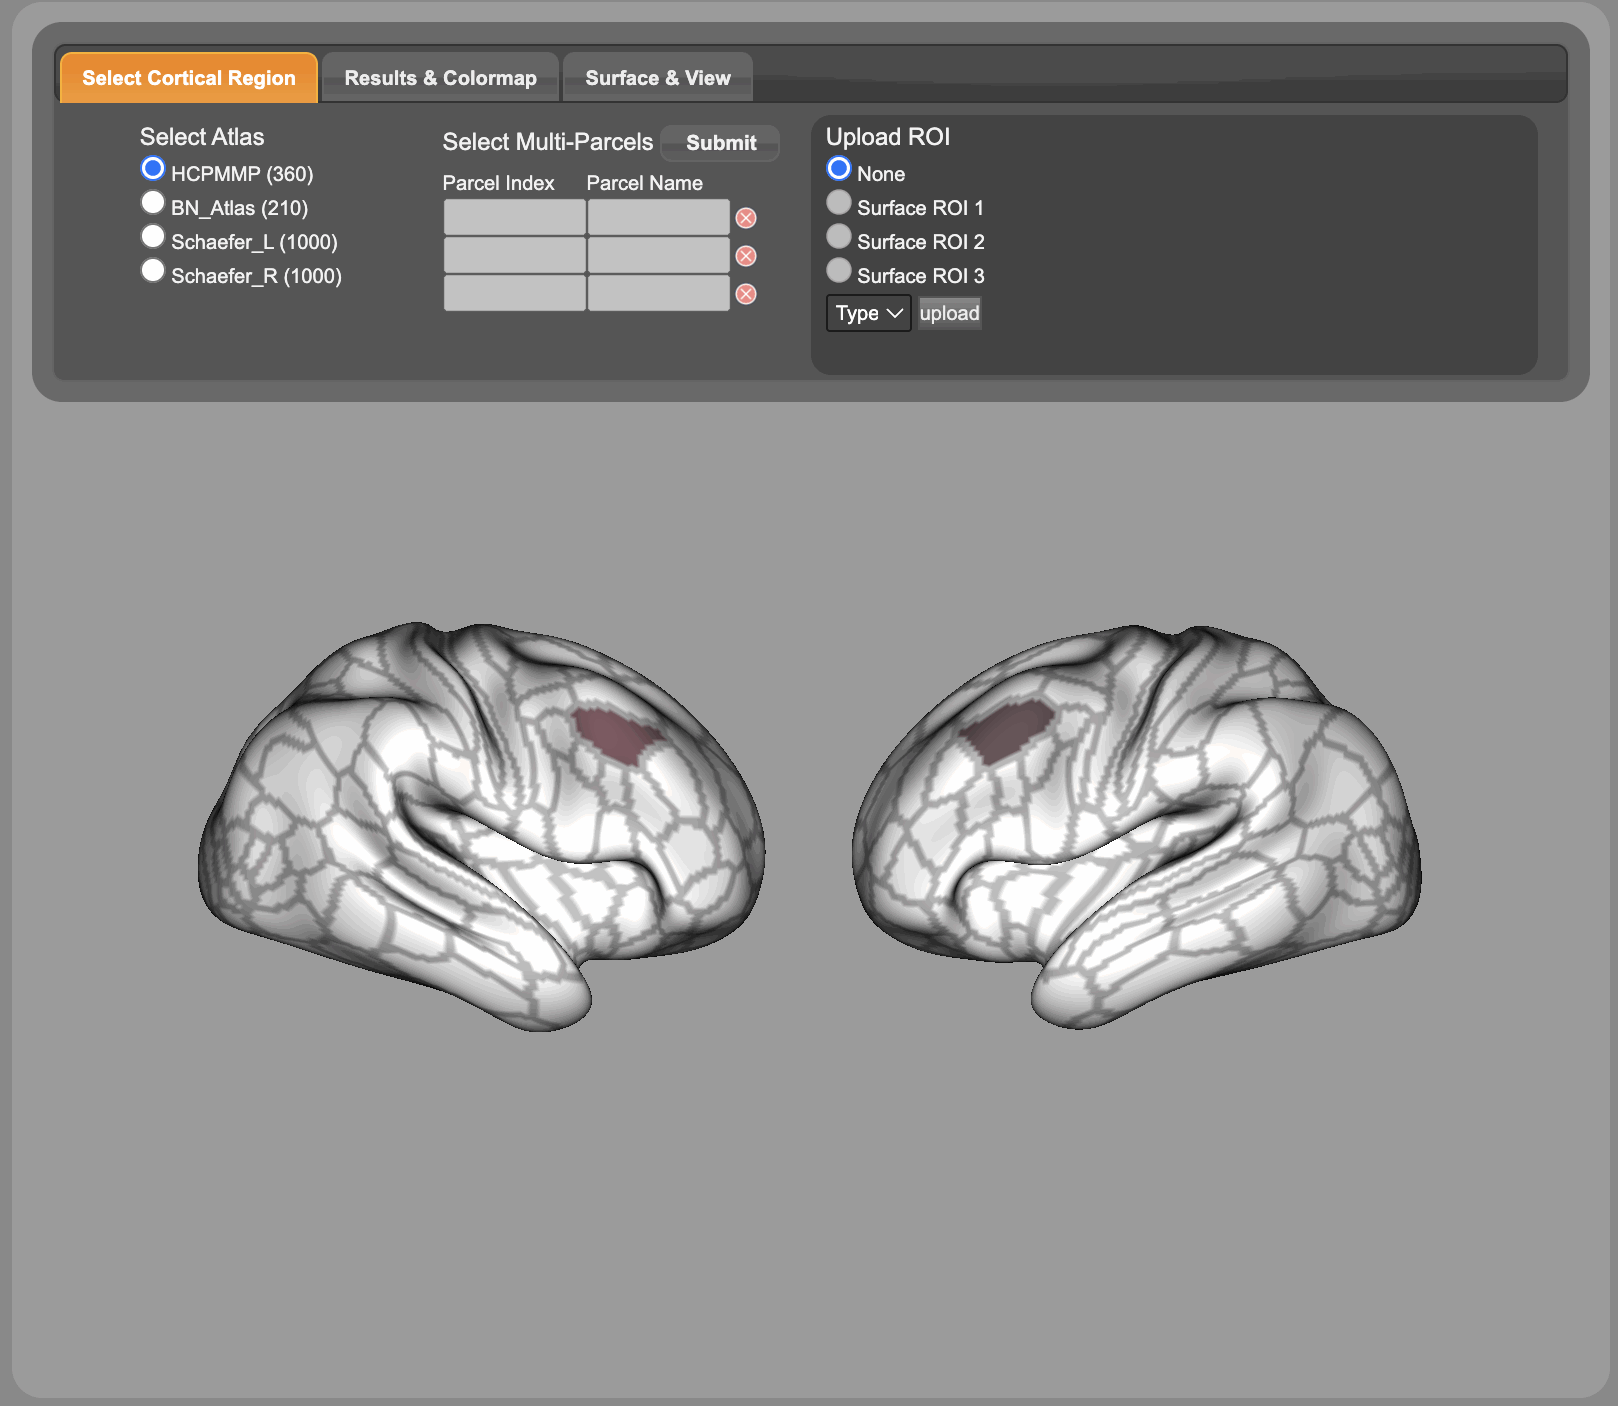 Select Cortical Region
Results & Colormap
Surface & View
Select Atlas
HCPMMP (360)
BN_Atlas (210)
Schaefer_L (1000)
Schaefer_R (1000)
Select Multi-Parcels
Submit
Parcel Index
Parcel Name
Upload ROI
None
Surface ROI 1
Surface ROI 2
Surface ROI 3
Type
upload